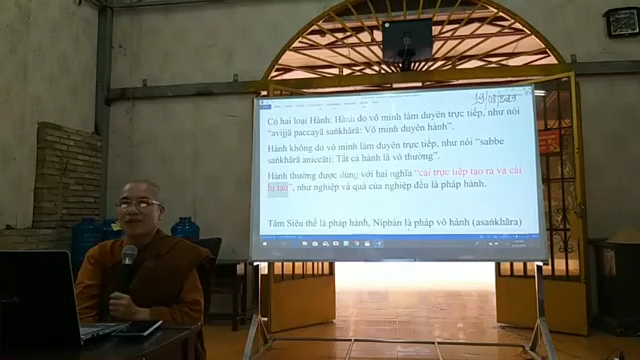 19/08/2019
Có hai loại Hành: Hành do vô minh làm duyên trực tiếp, như nói
“avijjā paccayā saṅkhārā: Vô minh duyên hành”.
Hành không do vô minh làm duyên trực tiếp, như nói “sabbe
saṅkhārā aniccāti: Tất cả hành là vô thường”.
Hành thường được dùng với hai nghĩa “cái trực tiếp tạo ra và cái
bị tạo”, như nghiệp và quả của nghiệp đều là pháp hành.
Tâm Siêu thế là pháp hành, Nípbàn là pháp vô hành (asaṅkhāra)